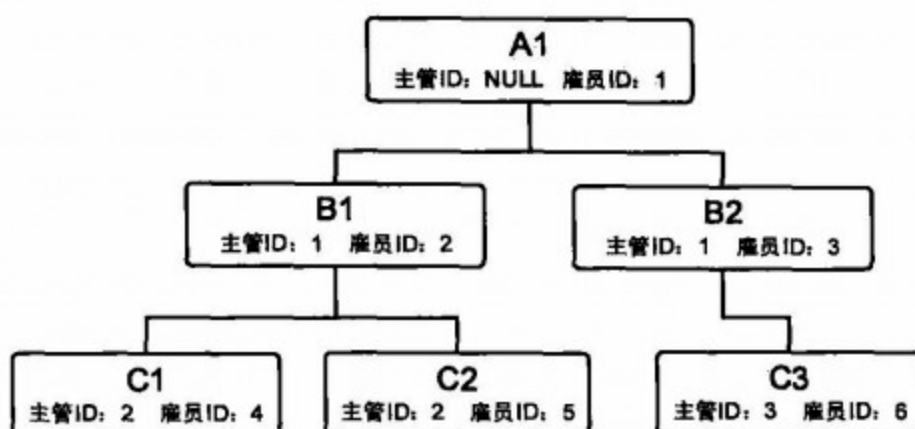 A1
主管ID：NULL 雇员ID：1
B1
主管ID：1 雇员ID：2
B2
主管ID：1 雇员ID：3
C1
主管ID：2 雇员ID：4
C2
主管ID：2 雇员ID：5
C3
主管ID：3 雇员ID：6